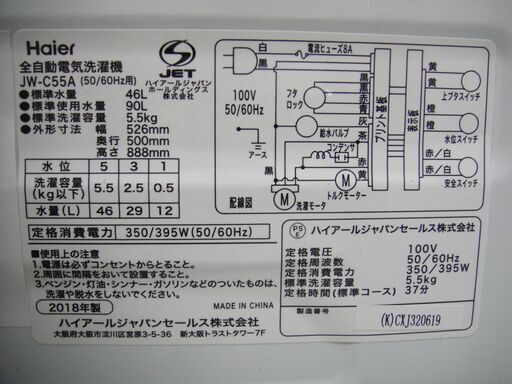 Haier
全自動電気洗濯機
JW-C55A (50/60Hz用)
JET
ハイアールジャパン
ホールディングス
株式会社
●標準水量 46L
●標準使用水量 90L
●標準洗濯容量 5.5kg
●外形寸法 幅 526mm
奥行 500mm
高さ 888mm
水位 5 3 1
洗濯容量(kg以下) 5.5 2.5 0.5
水量(L) 46 29 12
定格消費電力 350/395W(50/60Hz)
■使用上の注意
1.電源は必ずコンセントからとること。
2.周囲に間隔をおいて設置すること。
3.ベンジン・灯油・シンナー・ガソリンなどのついたものは、
洗濯や脱水をしないでください。
2018年製
MADE IN CHINA
ハイアールジャパンセールス株式会社
大阪府大阪市淀川区宮原3-5-36 新大阪トラストタワー7F
白
電流ヒューズ8A
黒
100V
50/60Hz
フタ
ロック
黒
黒
赤
青
給水バルブ
灰
茶
コンデンサ
アース
黄
黒
M
M
洗濯モータ
トルクモーター
配線図
プリント基板
表示板
黄
黄
上ブタスイッチ
青
青
水位スイッチ
赤/白
赤/白
安全スイッチ
PS
E
ハイアールジャパンセールス株式会社
定格電圧 100V
定格周波数 50/60Hz
定格消費電力 350/395W
標準洗濯容量 5.5kg
定格時間(標準コース) 37分
製造番号
(K)CXJ320619